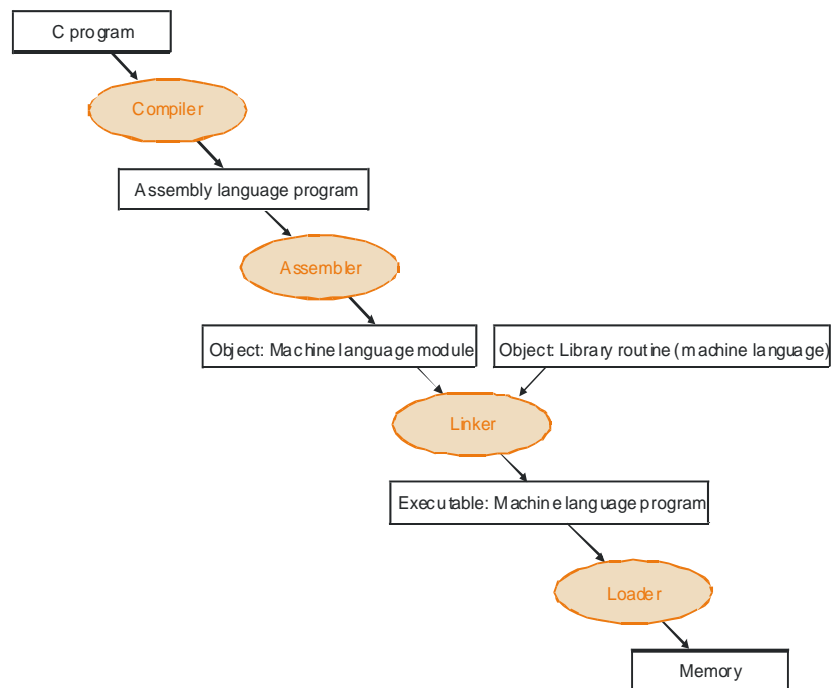 C program
Compiler
Assembly language program
Assembler
Object: Machine language module
Object: Library routine (machine language)
Linker
Executable: Machine language program
Loader
Memory